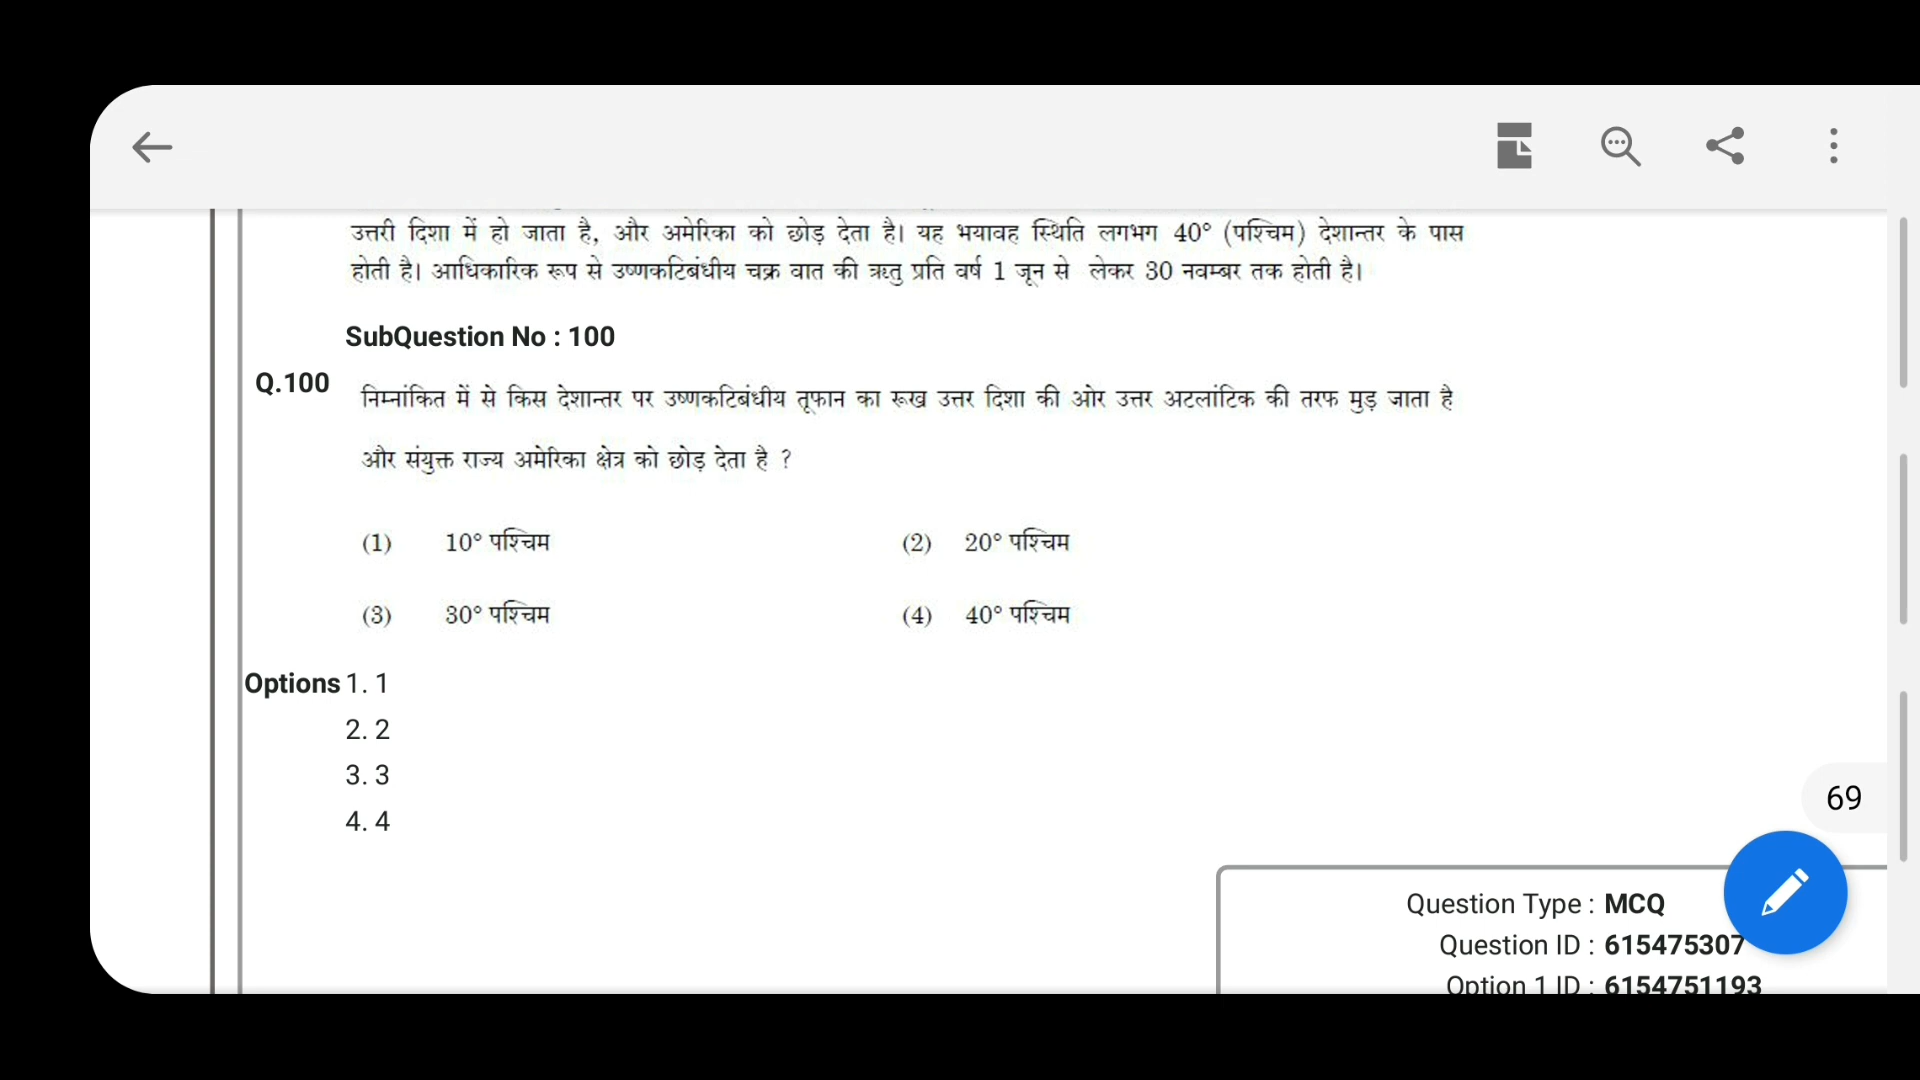 उत्तरी दिशा में हो जाता है, और अमेरिका को छोड़ देता है। यह भयावह स्थिति लगभग 40° (पश्चिम) देशान्तर के पास
होती है। आधिकारिक रूप से उष्णकटिबंधीय चक्र वात की ऋतु प्रति वर्ष 1 जून से लेकर 30 नवम्बर तक होती है।
SubQuestion No : 100
Q.100 निम्नांकित में से किस देशान्तर पर उष्णकटिबंधीय तूफान का रूख उत्तर दिशा की ओर उत्तर अटलांटिक की तरफ मुड़ जाता है
और संयुक्त राज्य अमेरिका क्षेत्र को छोड़ देता है ?
(1) 10° पश्चिम (2) 20° पश्चिम
(3) 30° पश्चिम (4) 40° पश्चिम
Options 1. 1
2. 2
3. 3
4. 4
69
Question Type : MCQ
Question ID : 615475307
Option 1 ID : 6154751193